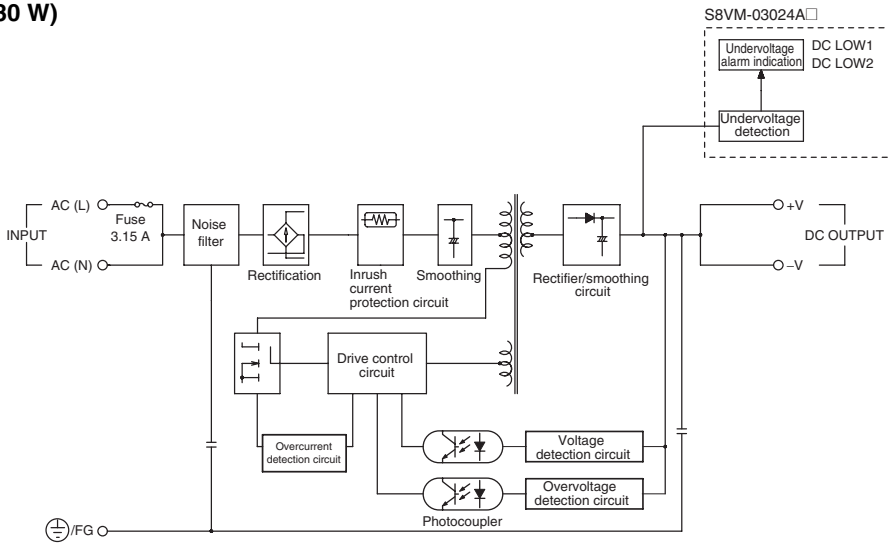 30 W)
S8VM-03024A□
Undervoltage
alarm indication
DC LOW1
DC LOW2
Undervoltage
detection
AC (L)
Fuse
3.15 A
INPUT
AC (N)
Noise
filter
Rectification
Inrush
current
protection circuit
Smoothing
Rectifier/smoothing
circuit
+V
DC OUTPUT
–V
Drive control
circuit
Overcurrent
detection circuit
Voltage
detection circuit
Overvoltage
detection circuit
Photocoupler
/FG